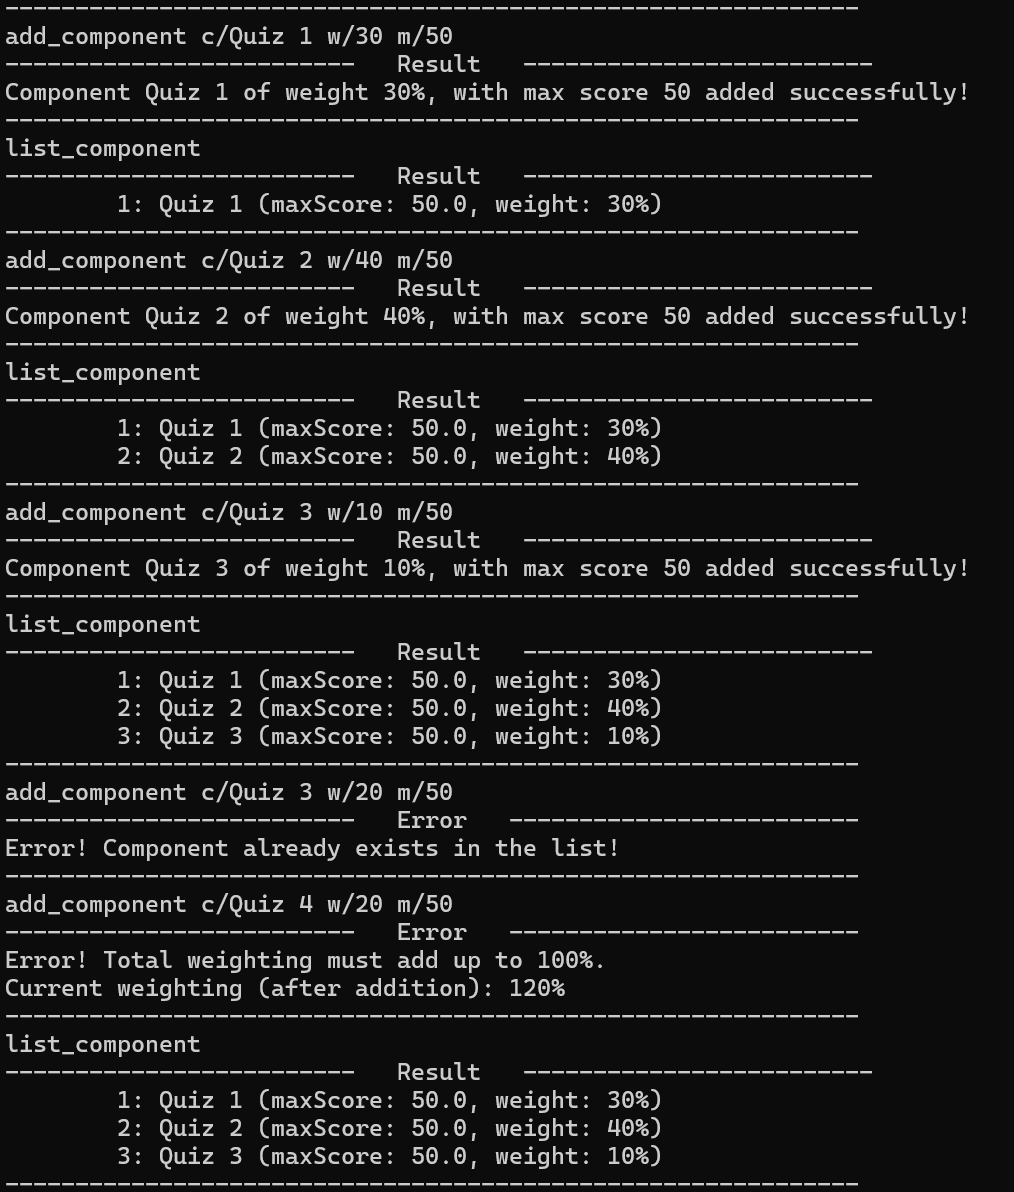 -------------------------------------------------------------
add_component c/Quiz 1 w/30 m/50
-------------------------   Result   -------------------------
Component Quiz 1 of weight 30%, with max score 50 added successfully!
-------------------------------------------------------------
list_component
-------------------------   Result   -------------------------
        1: Quiz 1 (maxScore: 50.0, weight: 30%)
-------------------------------------------------------------
add_component c/Quiz 2 w/40 m/50
-------------------------   Result   -------------------------
Component Quiz 2 of weight 40%, with max score 50 added successfully!
-------------------------------------------------------------
list_component
-------------------------   Result   -------------------------
        1: Quiz 1 (maxScore: 50.0, weight: 30%)
        2: Quiz 2 (maxScore: 50.0, weight: 40%)
-------------------------------------------------------------
add_component c/Quiz 3 w/10 m/50
-------------------------   Result   -------------------------
Component Quiz 3 of weight 10%, with max score 50 added successfully!
-------------------------------------------------------------
list_component
-------------------------   Result   -------------------------
        1: Quiz 1 (maxScore: 50.0, weight: 30%)
        2: Quiz 2 (maxScore: 50.0, weight: 40%)
        3: Quiz 3 (maxScore: 50.0, weight: 10%)
-------------------------------------------------------------
add_component c/Quiz 3 w/20 m/50
-------------------------   Error   -------------------------
Error! Component already exists in the list!
-------------------------------------------------------------
add_component c/Quiz 4 w/20 m/50
-------------------------   Error   -------------------------
Error! Total weighting must add up to 100%.
Current weighting (after addition): 120%
-------------------------------------------------------------
list_component
-------------------------   Result   -------------------------
        1: Quiz 1 (maxScore: 50.0, weight: 30%)
        2: Quiz 2 (maxScore: 50.0, weight: 40%)
        3: Quiz 3 (maxScore: 50.0, weight: 10%)
-------------------------------------------------------------